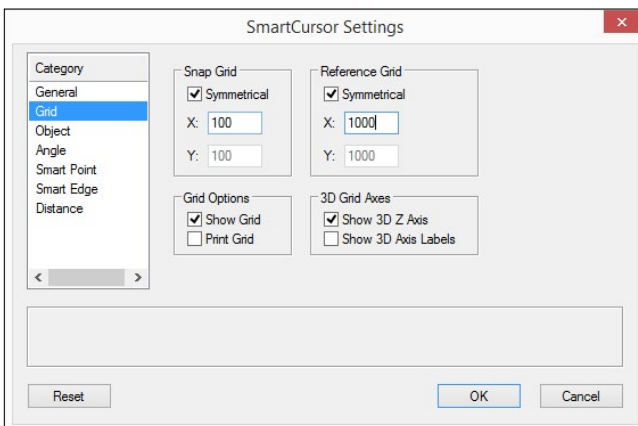 SmartCursor Settings
Category
General
Grid
Object
Angle
Smart Point
Smart Edge
Distance
Snap Grid
Symmetrical
X: 100
Y: 100
Reference Grid
Symmetrical
X: 1000
Y: 1000
Grid Options
Show Grid
Print Grid
3D Grid Axes
Show 3D Z Axis
Show 3D Axis Labels
Reset
OK
Cancel